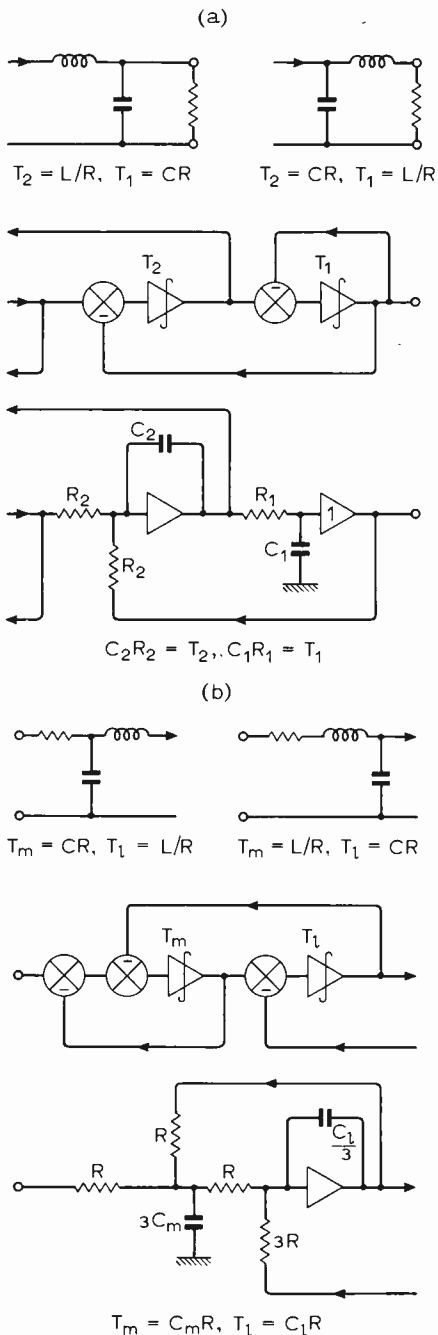 (a)
T₂ = L/R, T₁ = CR
T₂ = CR, T₁ = L/R
T₂
T₁
C₂
R₂
R₁
1
C₁
R₂
C₂R₂ = T₂, C₁R₁ = T₁
(b)
Tₘ = CR, Tₗ = L/R
Tₘ = L/R, Tₗ = CR
Tₘ
Tₗ
R
Cₗ
3
R
R
3Cₘ
3R
Tₘ = CₘR, Tₗ = CₗR